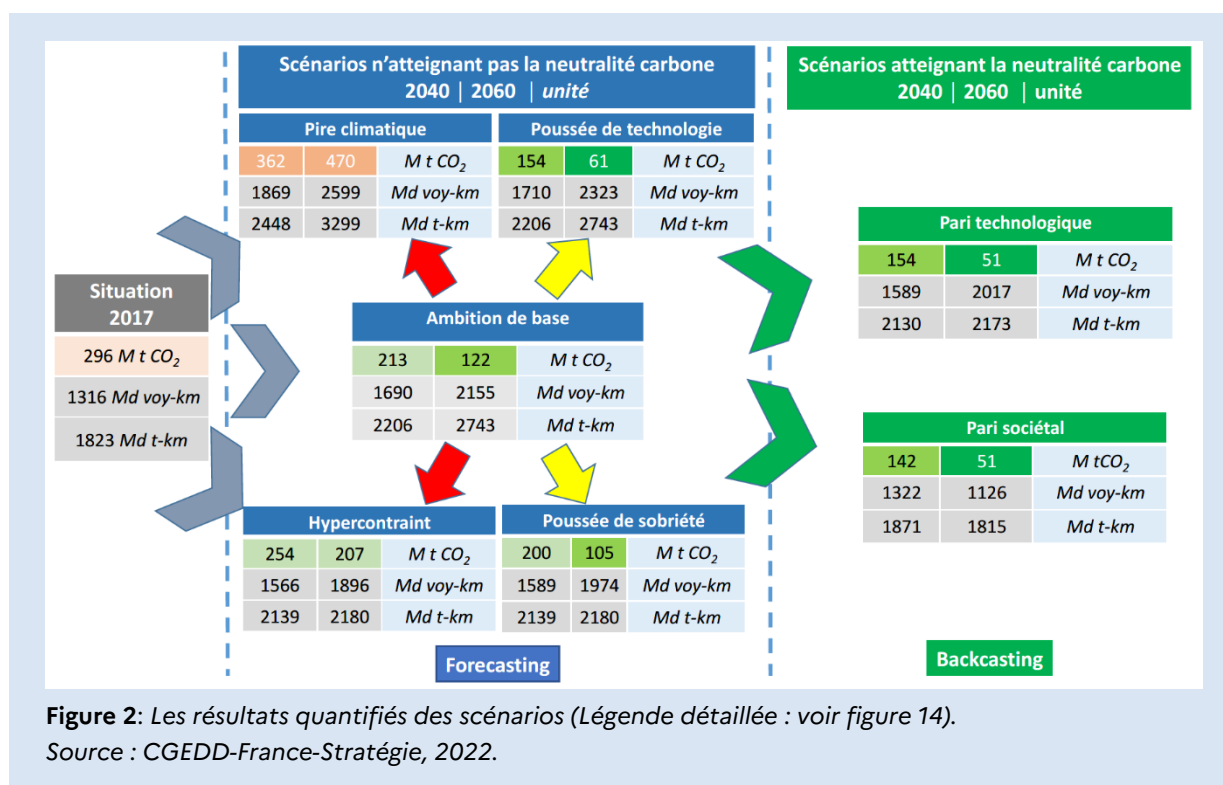 Scénarios n'atteignant pas la neutralité carbone
2040 | 2060 | unité
Scénarios atteignant la neutralité carbone
2040 | 2060 | unité
Pire climatique
362 470 M t CO₂
1869 2599 Md voy-km
2448 3299 Md t-km
Poussée de technologie
154 61 M t CO₂
1710 2323 Md voy-km
2206 2743 Md t-km
Situation
2017
296 M t CO₂
1316 Md voy-km
1823 Md t-km
Ambition de base
213 122 M t CO₂
1690 2155 Md voy-km
2206 2743 Md t-km
Pari technologique
154 51 M t CO₂
1589 2017 Md voy-km
2130 2173 Md t-km
Pari sociétal
142 51 M tCO₂
1322 1126 Md voy-km
1871 1815 Md t-km
Hypercontraint
254 207 M t CO₂
1566 1896 Md voy-km
2139 2180 Md t-km
Poussée de sobriété
200 105 M t CO₂
1589 1974 Md voy-km
2139 2180 Md t-km
Forecasting
Backcasting
Figure 2: Les résultats quantifiés des scénarios (Légende détaillée : voir figure 14).
Source : CGEDD-France-Stratégie, 2022.